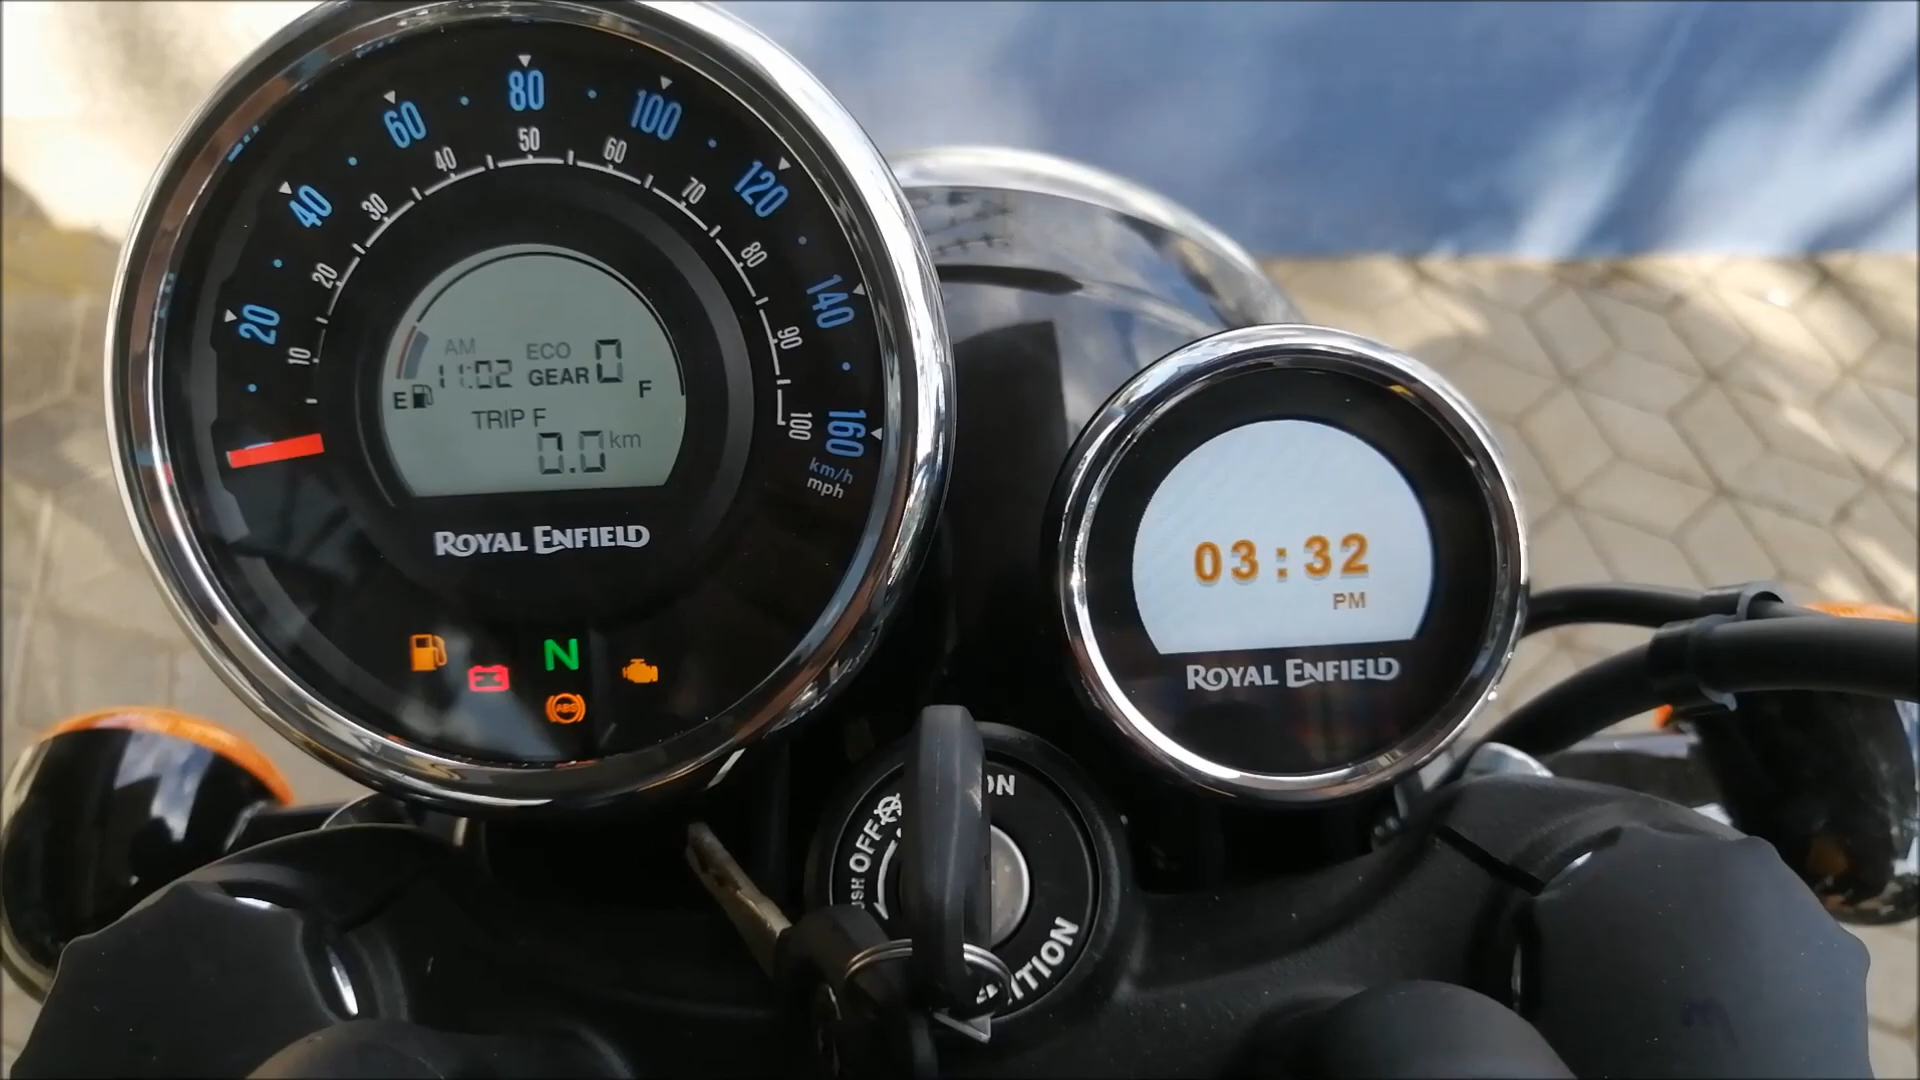 20
40
60
80
100
120
140
160
10
20
30
40
50
60
70
80
90
100
km/h
mph
AM
11:02
ECO
GEAR 0
E
F
TRIP F
0.0 km
ROYAL ENFIELD
N
ABS
03:32
PM
ROYAL ENFIELD
ON
OFF